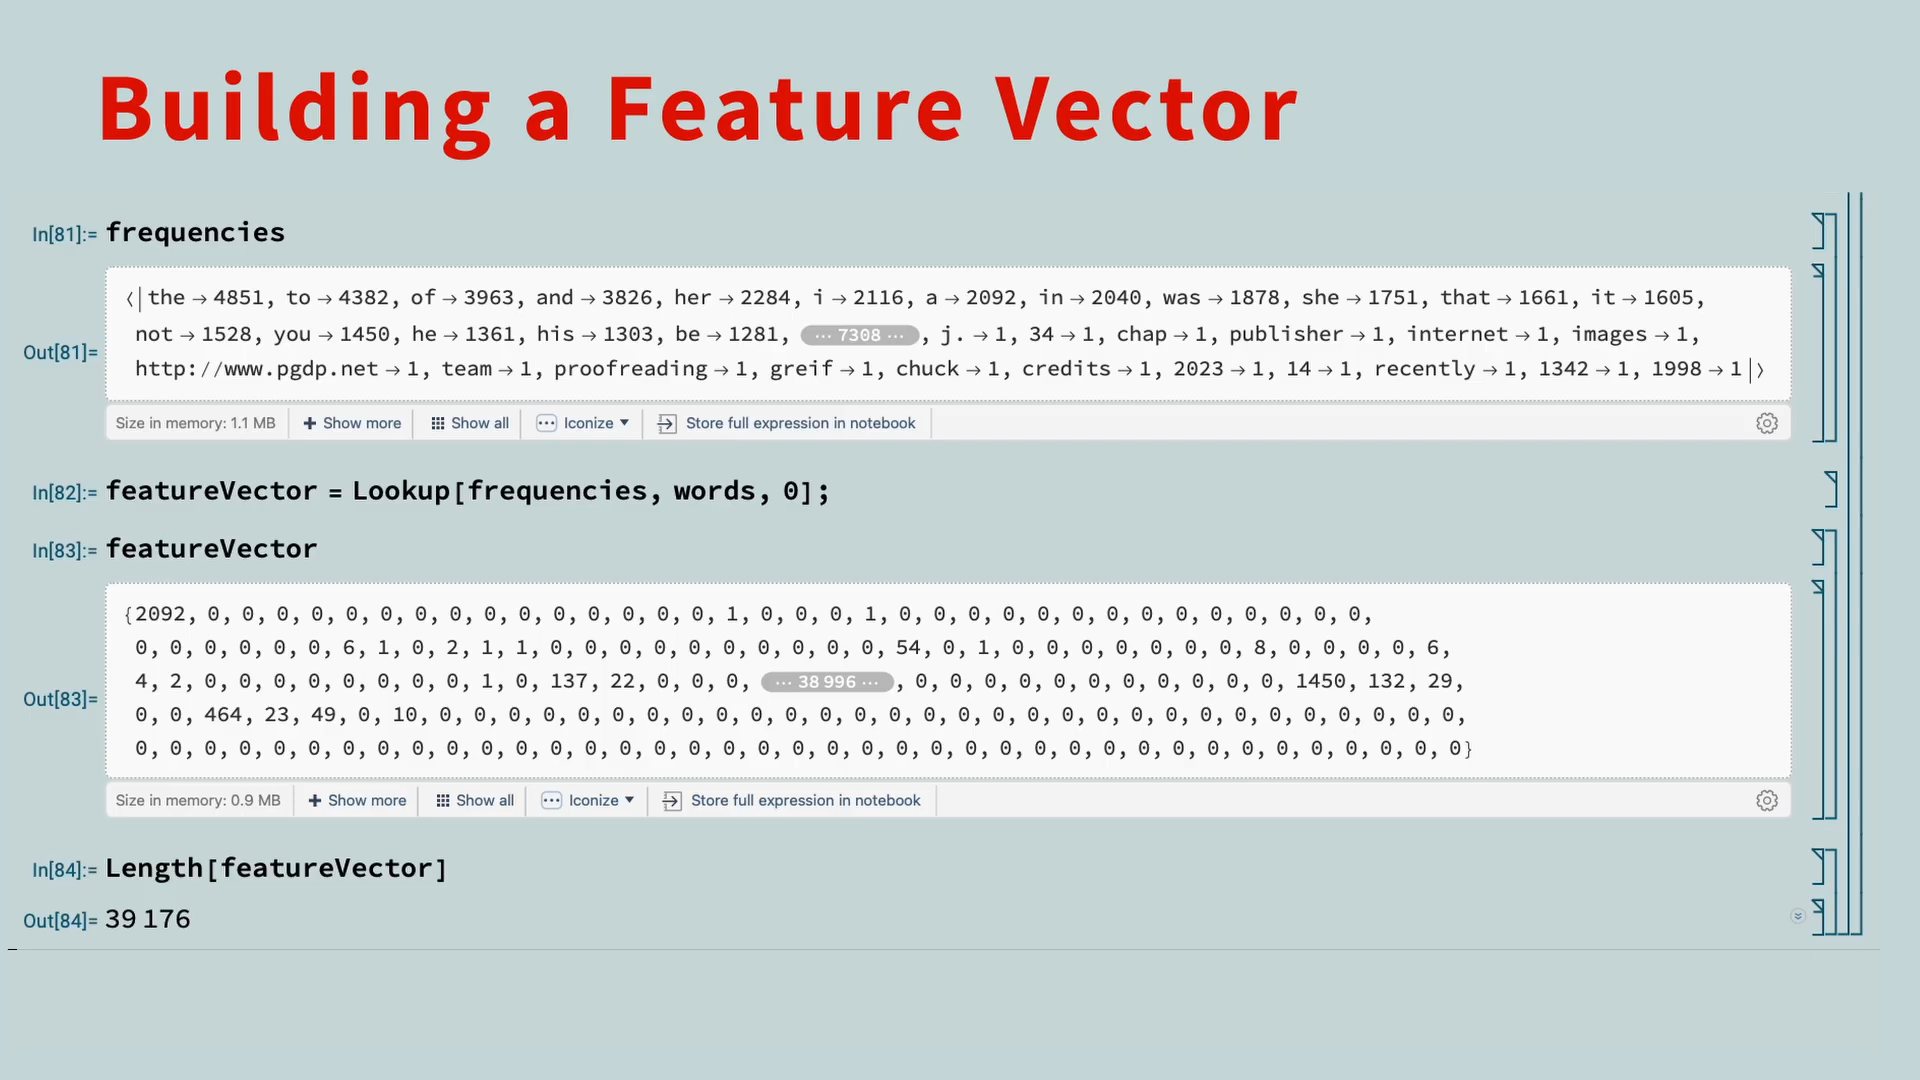 Building a Feature Vector
In[81]:= frequencies
Out[81]=
〈|the → 4851, to → 4382, of → 3963, and → 3826, her → 2284, i → 2116, a → 2092, in → 2040, was → 1878, she → 1751, that → 1661, it → 1605,
not → 1528, you → 1450, he → 1361, his → 1303, be → 1281, ··· 7308 ···, j. → 1, 34 → 1, chap → 1, publisher → 1, internet → 1, images → 1,
http://www.pgdp.net → 1, team → 1, proofreading → 1, greif → 1, chuck → 1, credits → 1, 2023 → 1, 14 → 1, recently → 1, 1342 → 1, 1998 → 1|〉
Size in memory: 1.1 MB + Show more Show all Iconize ▼ Store full expression in notebook
In[82]:= featureVector = Lookup[frequencies, words, 0];
In[83]:= featureVector
Out[83]=
{2092, 0, 0, 0, 0, 0, 0, 0, 0, 0, 0, 0, 0, 0, 0, 0, 1, 0, 0, 0, 1, 0, 0, 0, 0, 0, 0, 0, 0, 0, 0, 0, 0, 0, 0,
0, 0, 0, 0, 0, 0, 6, 1, 0, 2, 1, 1, 0, 0, 0, 0, 0, 0, 0, 0, 0, 0, 54, 0, 1, 0, 0, 0, 0, 0, 0, 0, 8, 0, 0, 0, 0, 6,
4, 2, 0, 0, 0, 0, 0, 0, 0, 0, 1, 0, 137, 22, 0, 0, 0, ··· 38 996 ···, 0, 0, 0, 0, 0, 0, 0, 0, 0, 0, 0, 1450, 132, 29,
0, 0, 464, 23, 49, 0, 10, 0, 0, 0, 0, 0, 0, 0, 0, 0, 0, 0, 0, 0, 0, 0, 0, 0, 0, 0, 0, 0, 0, 0, 0, 0, 0, 0, 0, 0, 0,
0, 0, 0, 0, 0, 0, 0, 0, 0, 0, 0, 0, 0, 0, 0, 0, 0, 0, 0, 0, 0, 0, 0, 0, 0, 0, 0, 0, 0, 0, 0, 0, 0, 0, 0, 0, 0, 0, 0}
Size in memory: 0.9 MB + Show more Show all Iconize ▼ Store full expression in notebook
In[84]:= Length[featureVector]
Out[84]= 39 176